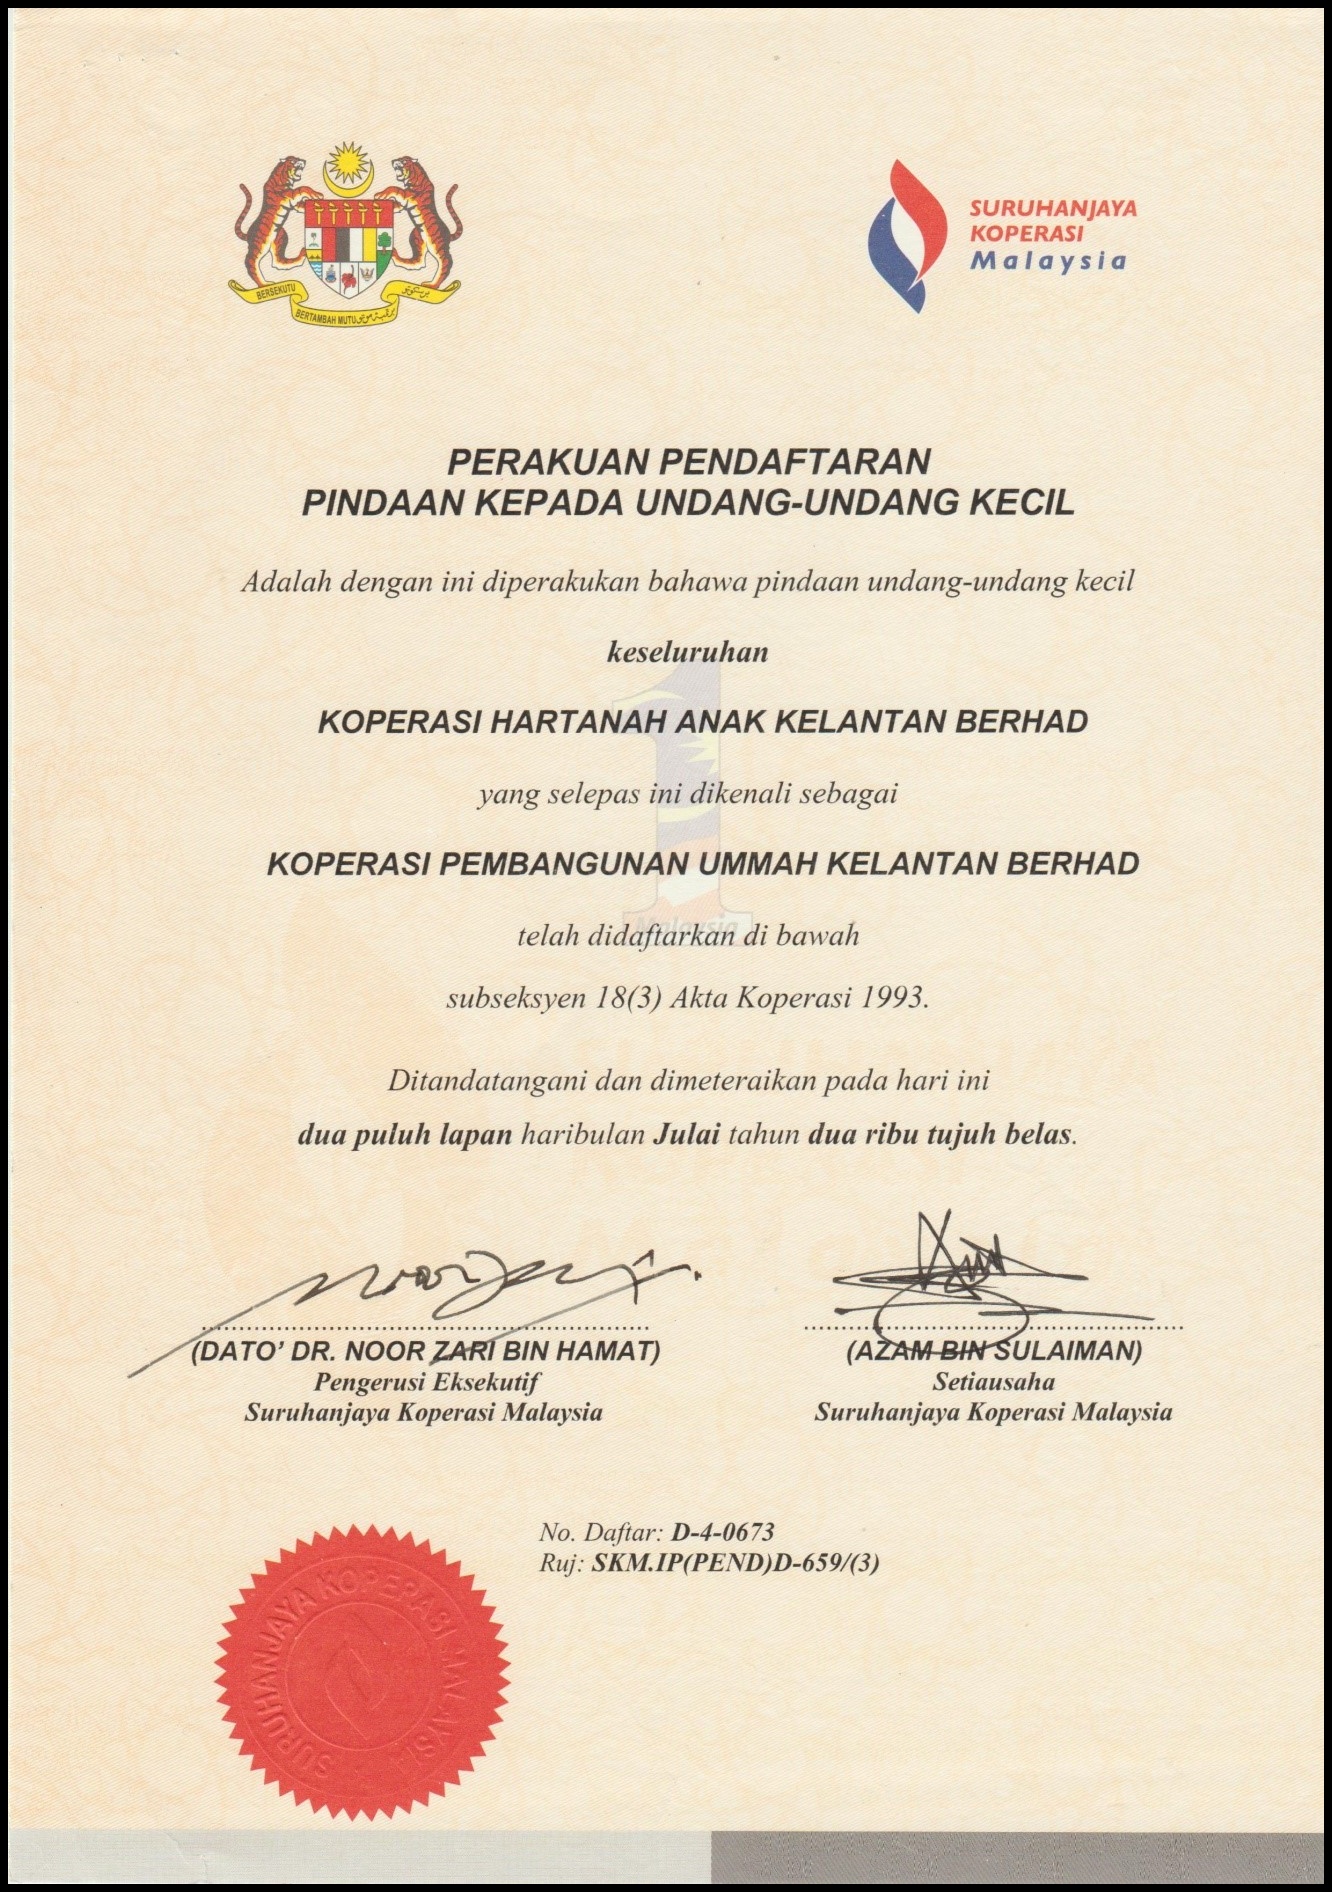 BERSEKUTU
BERTAMBAH MUTU
SURUHANJAYA
KOPERASI
Malaysia
PERAKUAN PENDAFTARAN
PINDAAN KEPADA UNDANG-UNDANG KECIL
Adalah dengan ini diperakukan bahawa pindaan undang-undang kecil
keseluruhan
KOPERASI HARTANAH ANAK KELANTAN BERHAD
yang selepas ini dikenali sebagai
KOPERASI PEMBANGUNAN UMMAH KELANTAN BERHAD
Malaysia
telah didaftarkan di bawah
subseksyen 18(3) Akta Koperasi 1993.
Ditandatangani dan dimeteraikan pada hari ini
dua puluh lapan haribulan Julai tahun dua ribu tujuh belas.
(DATO' DR. NOOR ZARI BIN HAMAT)
Pengerusi Eksekutif
Suruhanjaya Koperasi Malaysia
(AZAM BIN SULAIMAN)
Setiausaha
Suruhanjaya Koperasi Malaysia
No. Daftar: D-4-0673
Ruj: SKM.IP(PEND)D-659/(3)
SURUHANJAYA KOPERASI MALAYSIA